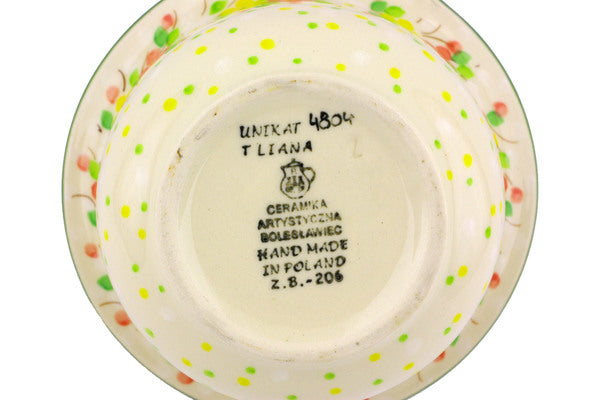 UNIKAT 4804
T LIANA
CERAMIKA
ARTYSTYCZNA
BOLESŁAWIEC
HAND MADE
IN POLAND
Z.B.-206